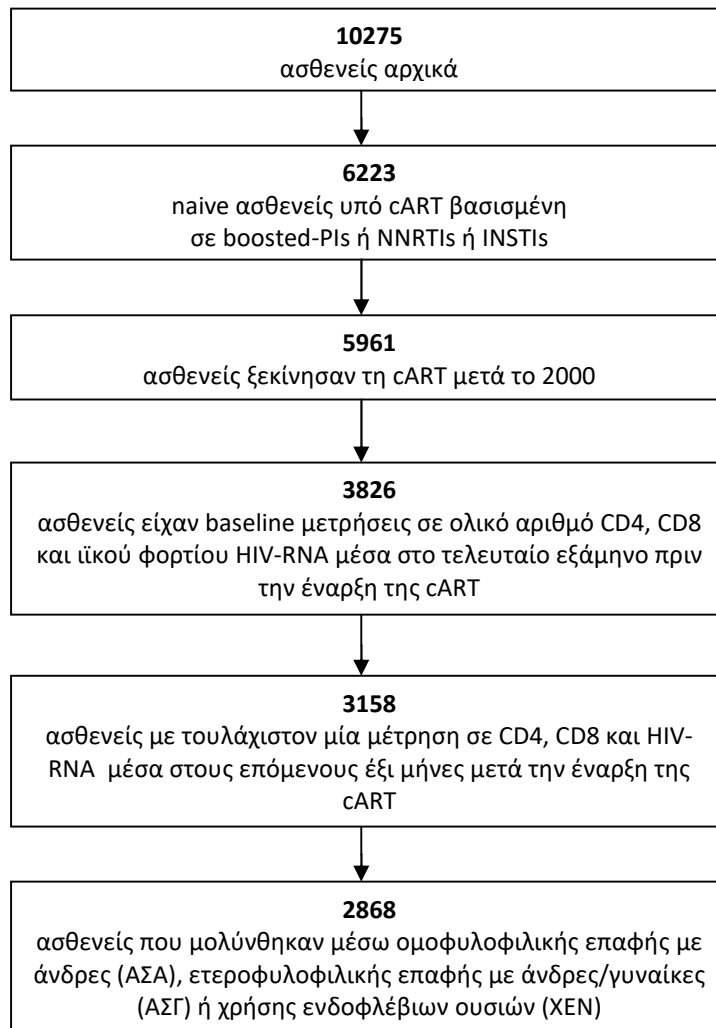 10275
ασθενείς αρχικά
6223
naive ασθενείς υπό cART βασισμένη
σε boosted-PIs ή NNRTIs ή INSTIs
5961
ασθενείς ξεκίνησαν τη cART μετά το 2000
3826
ασθενείς είχαν baseline μετρήσεις σε ολικό αριθμό CD4, CD8
και ιϊκού φορτίου HIV-RNA μέσα στο τελευταίο εξάμηνο πριν
την έναρξη της cART
3158
ασθενείς με τουλάχιστον μία μέτρηση σε CD4, CD8 και HIV-
RNA μέσα στους επόμενους έξι μήνες μετά την έναρξη της
cART
2868
ασθενείς που μολύνθηκαν μέσω ομοφυλοφιλικής επαφής με
άνδρες (ΑΣΑ), ετεροφυλοφιλικής επαφής με άνδρες/γυναίκες
(ΑΣΓ) ή χρήσης ενδοφλέβιων ουσιών (ΧΕΝ)